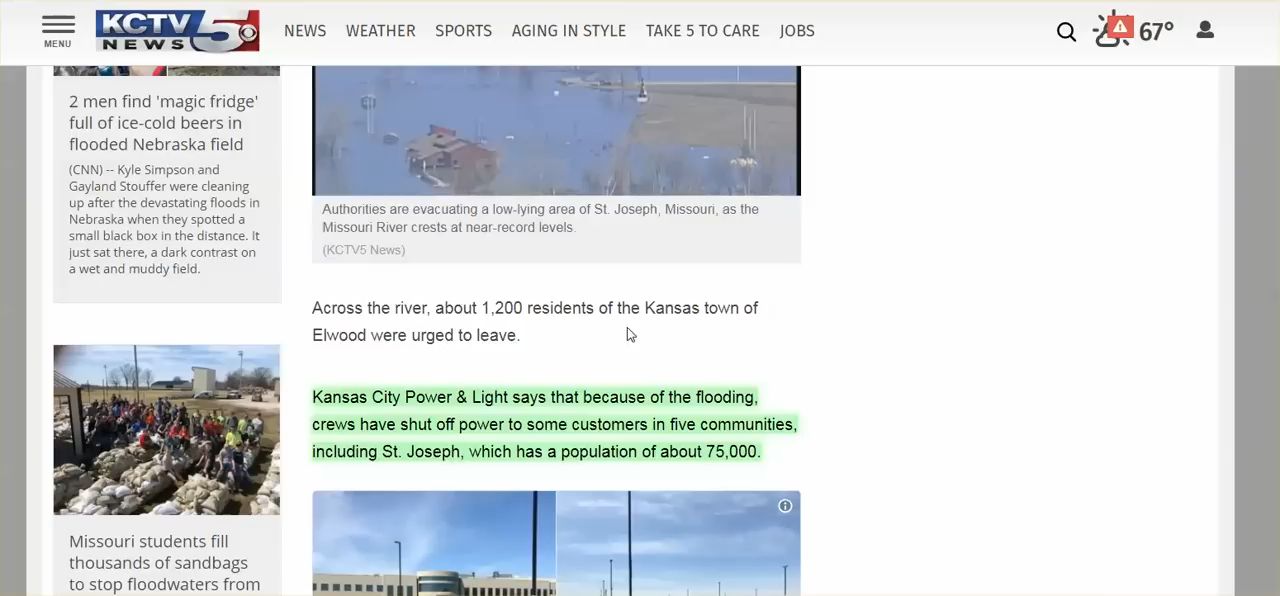 MENU
KCTV 5
NEWS
NEWS WEATHER SPORTS AGING IN STYLE TAKE 5 TO CARE JOBS
67°
2 men find 'magic fridge'
full of ice-cold beers in
flooded Nebraska field
(CNN) -- Kyle Simpson and
Gayland Stouffer were cleaning
up after the devastating floods in
Nebraska when they spotted a
small black box in the distance. It
just sat there, a dark contrast on
a wet and muddy field.
Missouri students fill
thousands of sandbags
to stop floodwaters from
Authorities are evacuating a low-lying area of St. Joseph, Missouri, as the
Missouri River crests at near-record levels.
(KCTV5 News)
Across the river, about 1,200 residents of the Kansas town of
Elwood were urged to leave.
Kansas City Power & Light says that because of the flooding,
crews have shut off power to some customers in five communities,
including St. Joseph, which has a population of about 75,000.